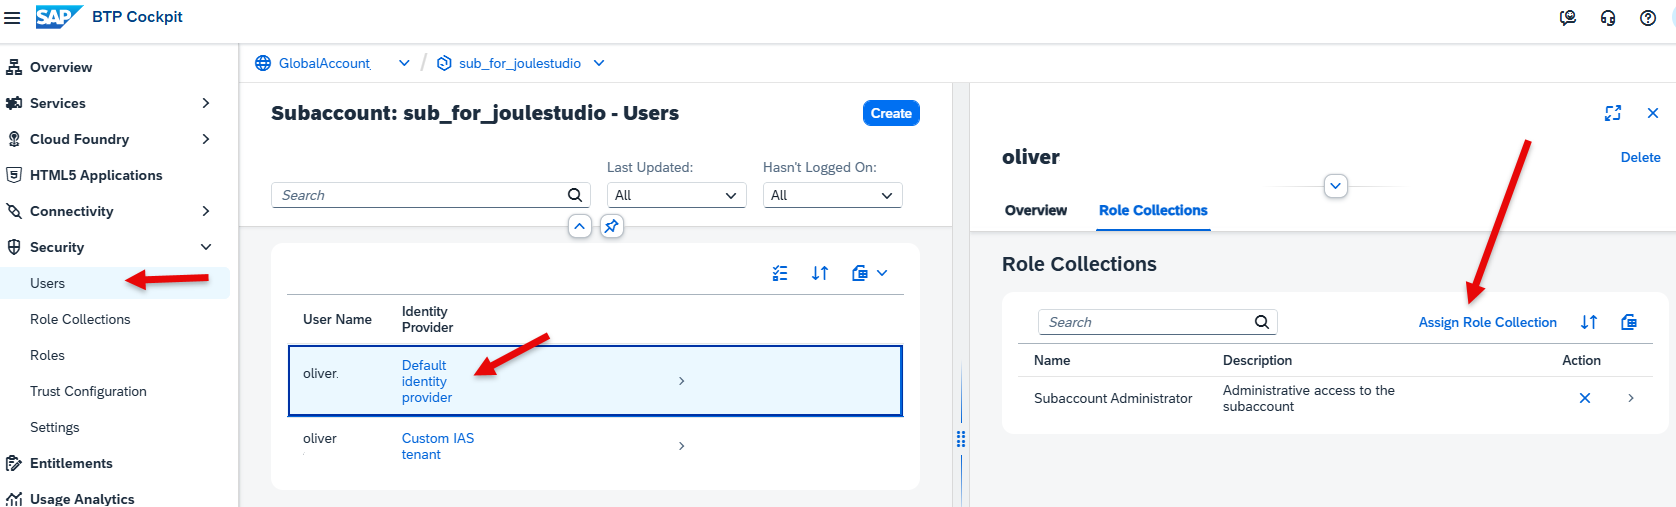 SAP BTP Cockpit
Overview
Services
Cloud Foundry
HTML5 Applications
Connectivity
Security
Users
Role Collections
Roles
Trust Configuration
Settings
Entitlements
Usage Analytics
GlobalAccount / sub_for_joulestudio
Subaccount: sub_for_joulestudio - Users
Create
Last Updated:
Hasn't Logged On:
Search
All
All
User Name
Identity
Provider
oliver.
Default
identity
provider
oliver
Custom IAS
tenant
oliver
Delete
Overview
Role Collections
Role Collections
Search
Assign Role Collection
Name
Description
Action
Subaccount Administrator
Administrative access to the
subaccount